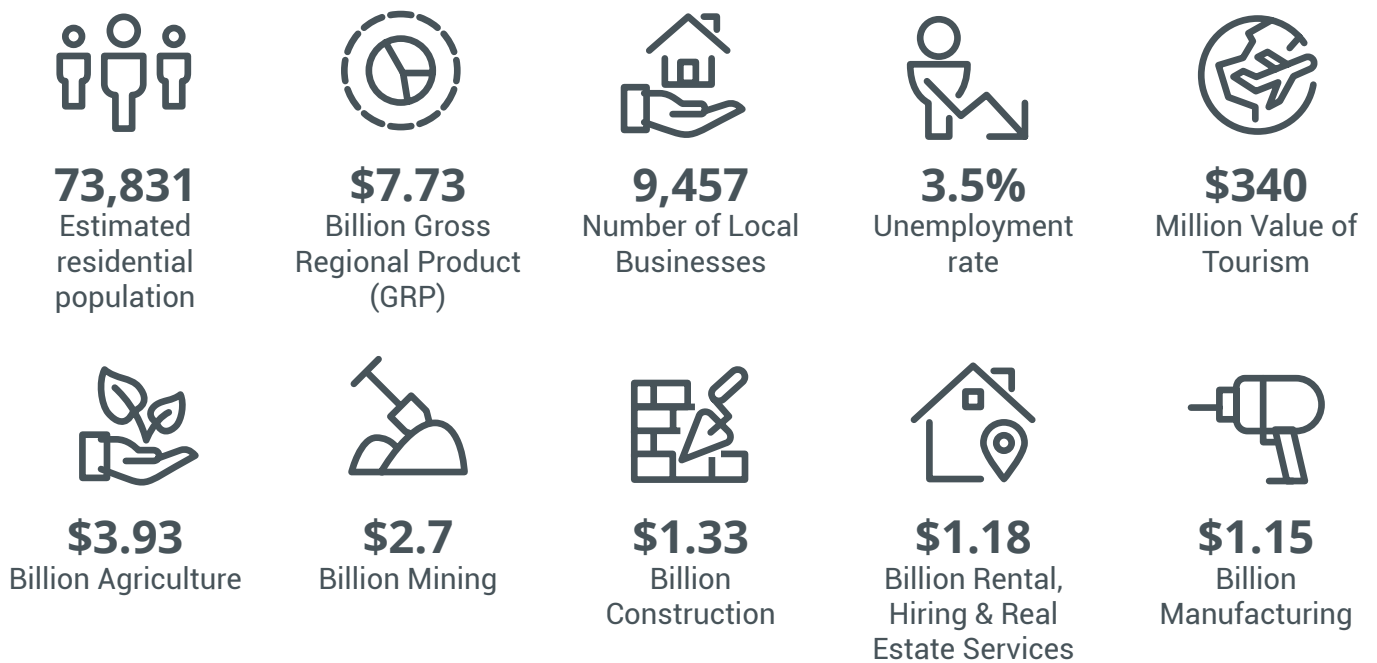 73,831
Estimated
residential
population
$7.73
Billion Gross
Regional Product
(GRP)
9,457
Number of Local
Businesses
3.5%
Unemployment
rate
$340
Million Value of
Tourism
$3.93
Billion Agriculture
$2.7
Billion Mining
$1.33
Billion
Construction
$1.18
Billion Rental,
Hiring & Real
Estate Services
$1.15
Billion
Manufacturing